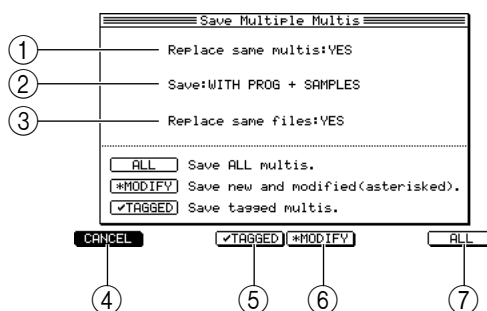 Save Multiple Multis
① Replace same multis:YES
② Save:WITH PROG + SAMPLES
③ Replace same files:YES
ALL Save ALL multis.
*MODIFY Save new and modified(asterisked).
✔TAGGED Save tagged multis.
CANCEL ✔TAGGED *MODIFY ALL
④ ⑤ ⑥ ⑦